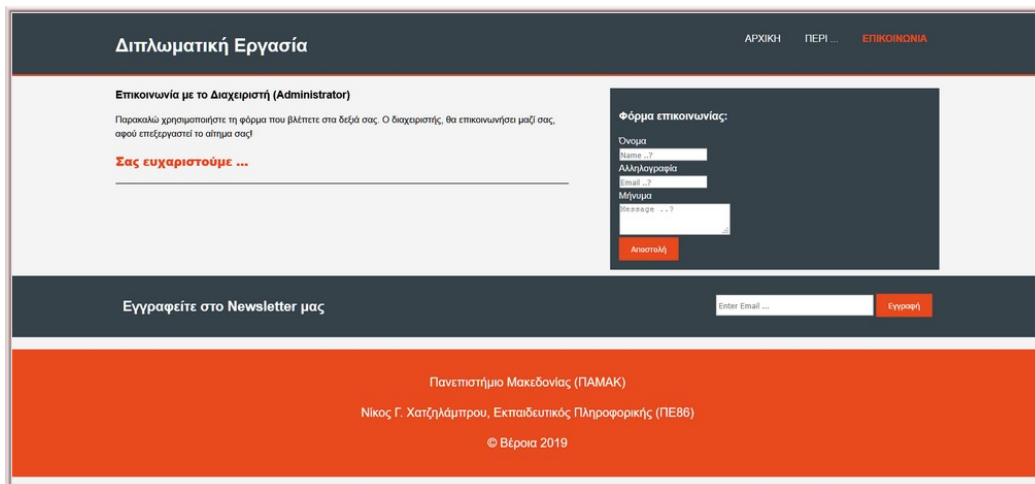 Διπλωματική Εργασία
ΑΡΧΙΚΗ ΠΕΡΙ ... ΕΠΙΚΟΙΝΩΝΙΑ
Επικοινωνία με το Διαχειριστή (Administrator)
Παρακαλώ χρησιμοποιήστε τη φόρμα που βλέπετε στα δεξιά σας. Ο διαχειριστής, θα επικοινωνήσει μαζί σας,
αφού επεξεργαστεί το αίτημα σας!
Σας ευχαριστούμε ...
Φόρμα επικοινωνίας:
Όνομα
Name ..?
Αλληλογραφία
Email ..?
Μήνυμα
Message ..?
Αποστολή
Εγγραφείτε στο Newsletter μας
Enter Email ...
Εγγραφή
Πανεπιστήμιο Μακεδονίας (ΠΑΜΑΚ)
Νίκος Γ. Χατζηλάμπρου, Εκπαιδευτικός Πληροφορικής (ΠΕ86)
© Βέροια 2019